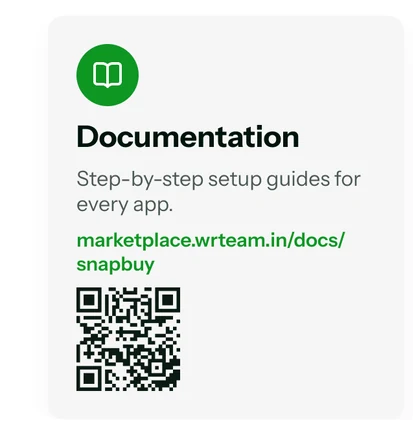 Documentation
Step-by-step setup guides for
every app.
marketplace.wrteam.in/docs/
snapbuy